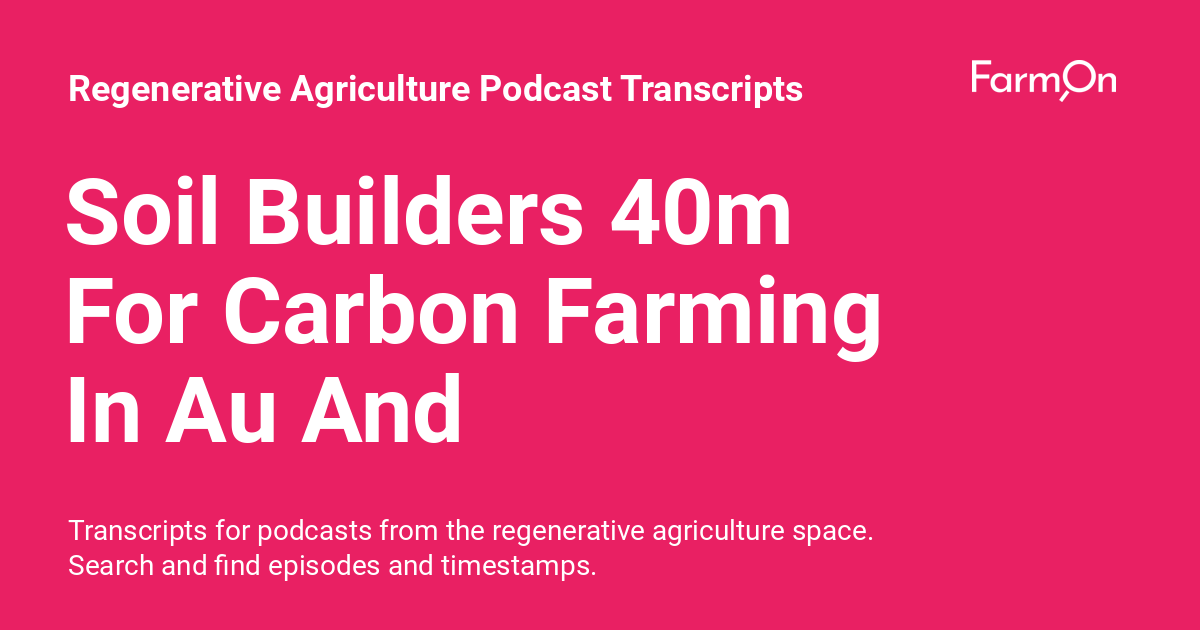 Regenerative Agriculture Podcast Transcripts
FarmOn
Soil Builders 40m
For Carbon Farming
In Au And
Transcripts for podcasts from the regenerative agriculture space.
Search and find episodes and timestamps.